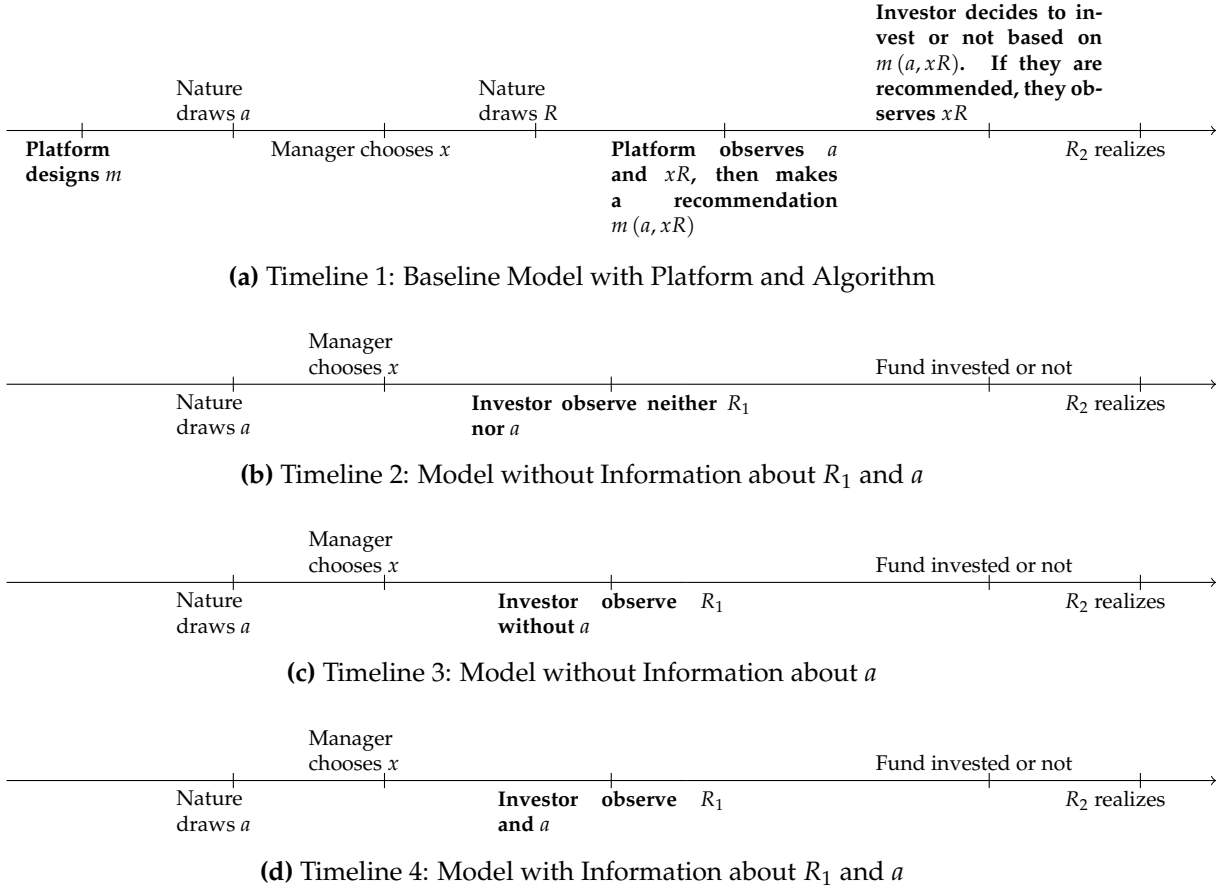 Investor decides to in-
vest or not based on
m (a, xR). If they are
recommended, they ob-
serves xR
Nature
draws a
Nature
draws R
Platform
designs m
Manager chooses x
Platform observes a
and xR, then makes
a recommendation
m (a, xR)
R₂ realizes
(a) Timeline 1: Baseline Model with Platform and Algorithm
Manager
chooses x
Fund invested or not
Nature
draws a
Investor observe neither R₁
nor a
R₂ realizes
(b) Timeline 2: Model without Information about R₁ and a
Manager
chooses x
Fund invested or not
Nature
draws a
Investor observe R₁
without a
R₂ realizes
(c) Timeline 3: Model without Information about a
Manager
chooses x
Fund invested or not
Nature
draws a
Investor observe R₁
and a
R₂ realizes
(d) Timeline 4: Model with Information about R₁ and a